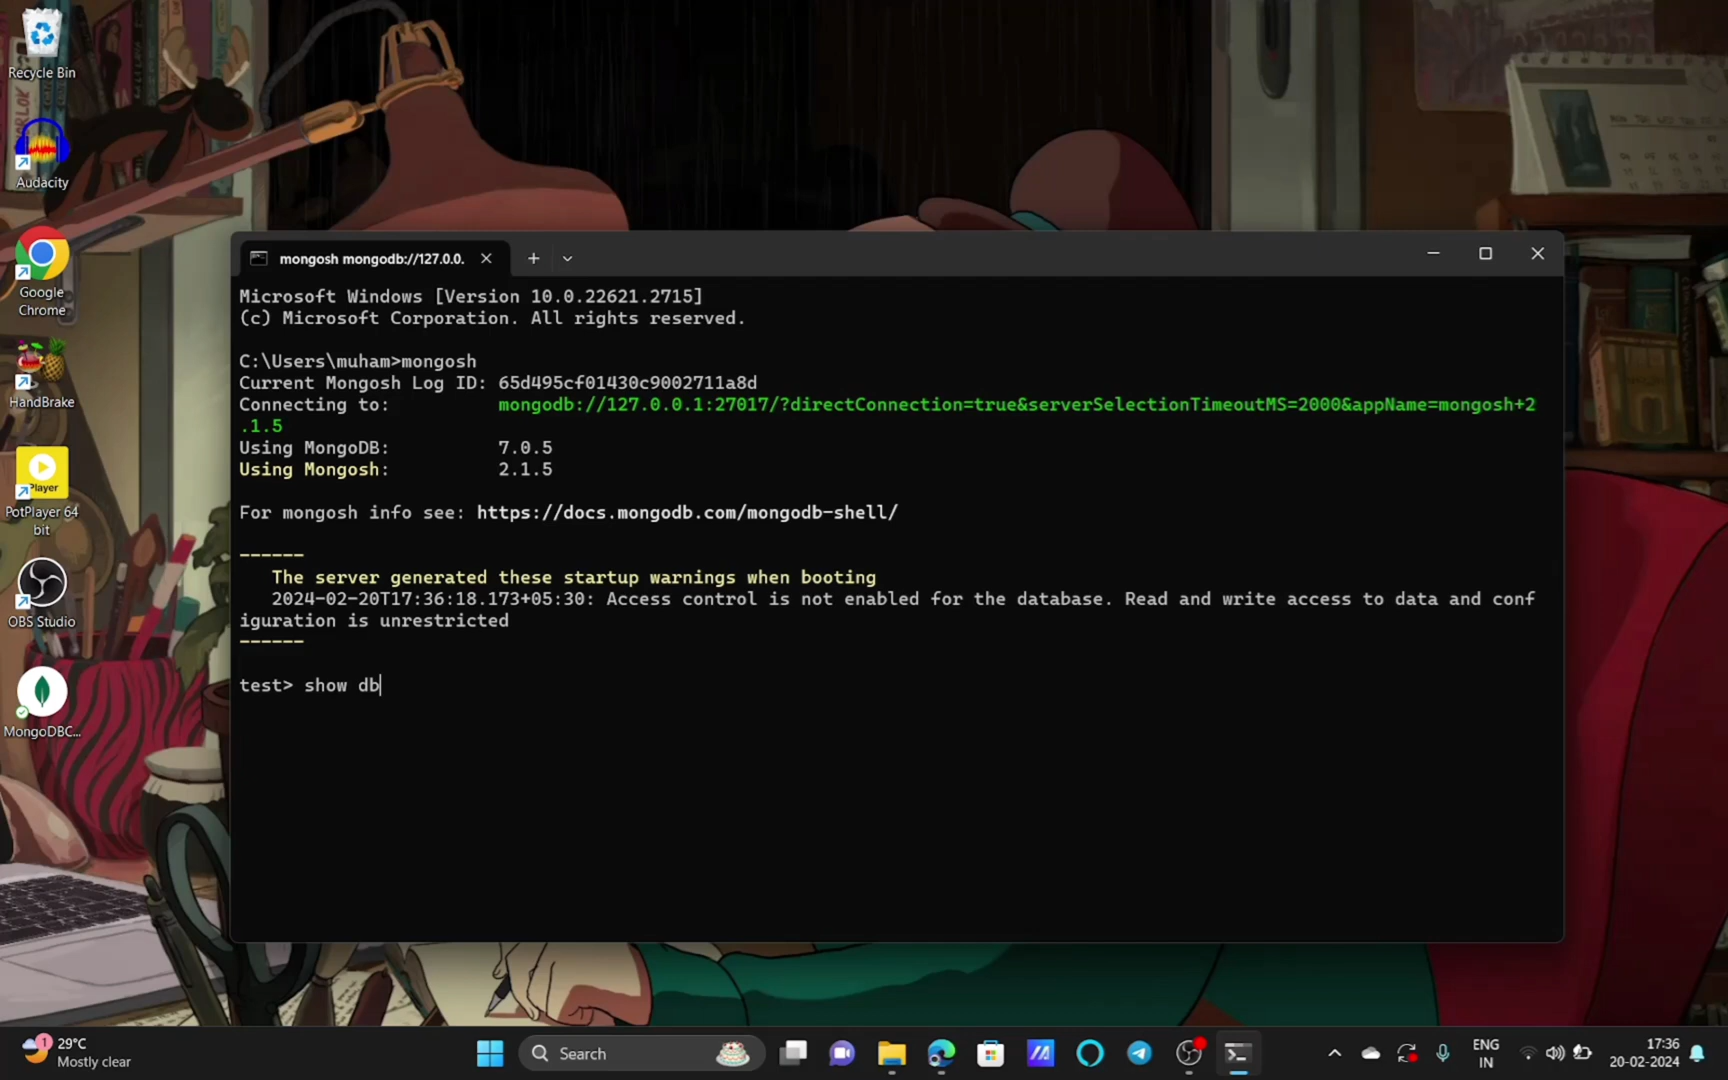 Recycle Bin
Audacity
Google
Chrome
HandBrake
Player
PotPlayer 64
bit
OBS Studio
MongoDBC...
mongosh mongodb://127.0.0.
Microsoft Windows [Version 10.0.22621.2715]
(c) Microsoft Corporation. All rights reserved.
C:\Users\muham>mongosh
Current Mongosh Log ID: 65d495cf01430c9002711a8d
Connecting to: mongodb://127.0.0.1:27017/?directConnection=true&serverSelectionTimeoutMS=2000&appName=mongosh+2
.1.5
Using MongoDB: 7.0.5
Using Mongosh: 2.1.5
For mongosh info see: https://docs.mongodb.com/mongodb-shell/
------
The server generated these startup warnings when booting
2024-02-20T17:36:18.173+05:30: Access control is not enabled for the database. Read and write access to data and conf
iguration is unrestricted
------
test> show db
1
29°C
Mostly clear
Search
ENG
IN
17:36
20-02-2024